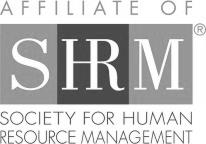 AFFILIATE OF
SHRM®
SOCIETY FOR HUMAN
RESOURCE MANAGEMENT